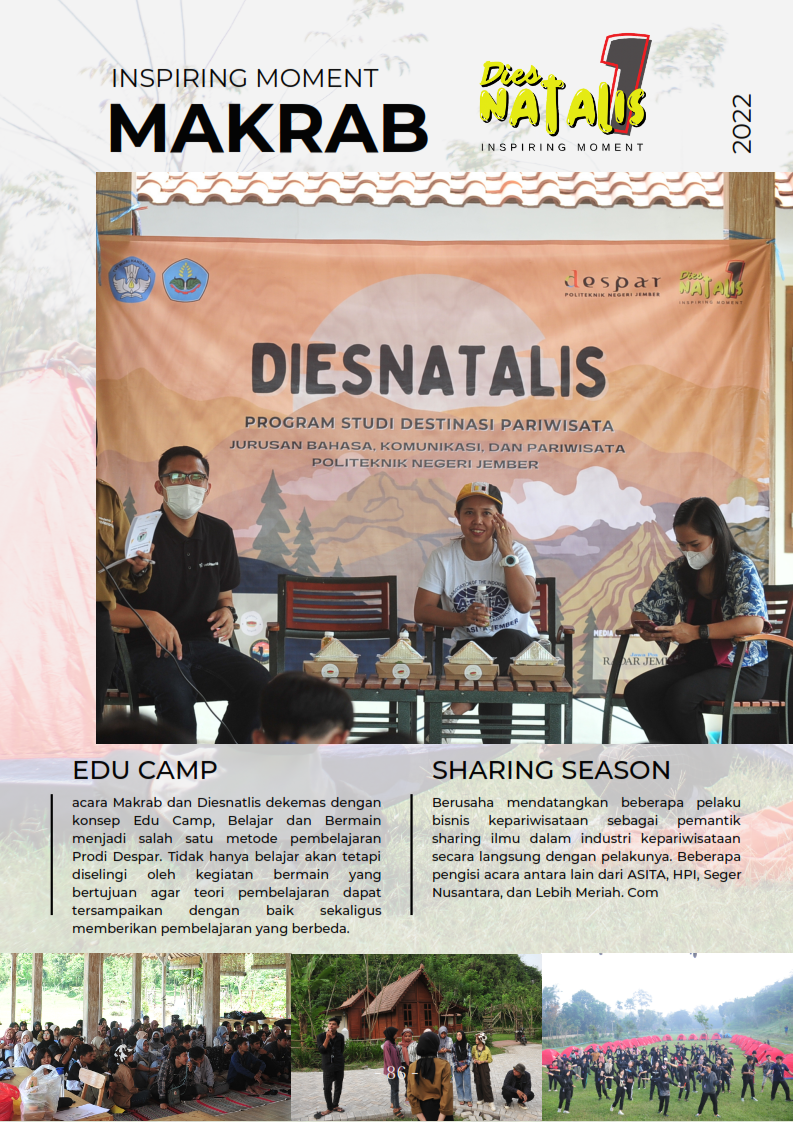 INSPIRING MOMENT
MAKRAB
Dies
NATALIS 1
INSPIRING MOMENT
2022
despar
POLITEKNIK NEGERI JEMBER
Dies
NATALIS 1
INSPIRING MOMENT
DIESNATALIS
PROGRAM STUDI DESTINASI PARIWISATA
JURUSAN BAHASA, KOMUNIKASI, DAN PARIWISATA
POLITEKNIK NEGERI JEMBER
MEDIA
RADAR JEM
EDU CAMP
acara Makrab dan Diesnatlis dekemas dengan
konsep Edu Camp, Belajar dan Bermain
menjadi salah satu metode pembelajaran
Prodi Despar. Tidak hanya belajar akan tetapi
diselingi oleh kegiatan bermain yang
bertujuan agar teori pembelajaran dapat
tersampaikan dengan baik sekaligus
memberikan pembelajaran yang berbeda.
SHARING SEASON
Berusaha mendatangkan beberapa pelaku
bisnis kepariwisataan sebagai pemantik
sharing ilmu dalam industri kepariwisataan
secara langsung dengan pelakunya. Beberapa
pengisi acara antara lain dari ASITA, HPI, Seger
Nusantara, dan Lebih Meriah. Com
86